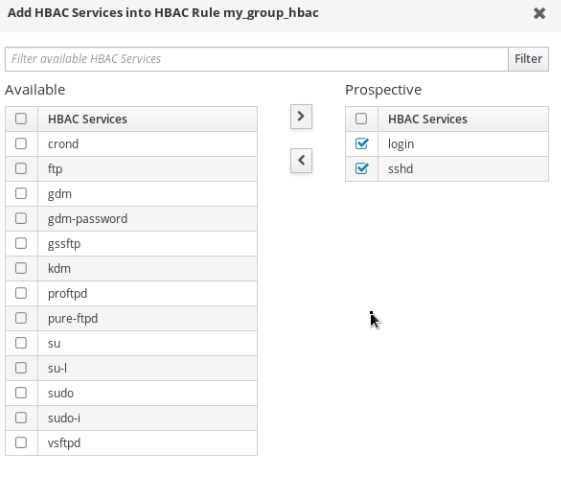 Add HBAC Services into HBAC Rule my_group_hbac
Filter available HBAC Services
Filter
Available
HBAC Services
crond
ftp
gdm
gdm-password
gssftp
kdm
proftpd
pure-ftpd
su
su-l
sudo
sudo-i
vsftpd
Prospective
HBAC Services
login
sshd